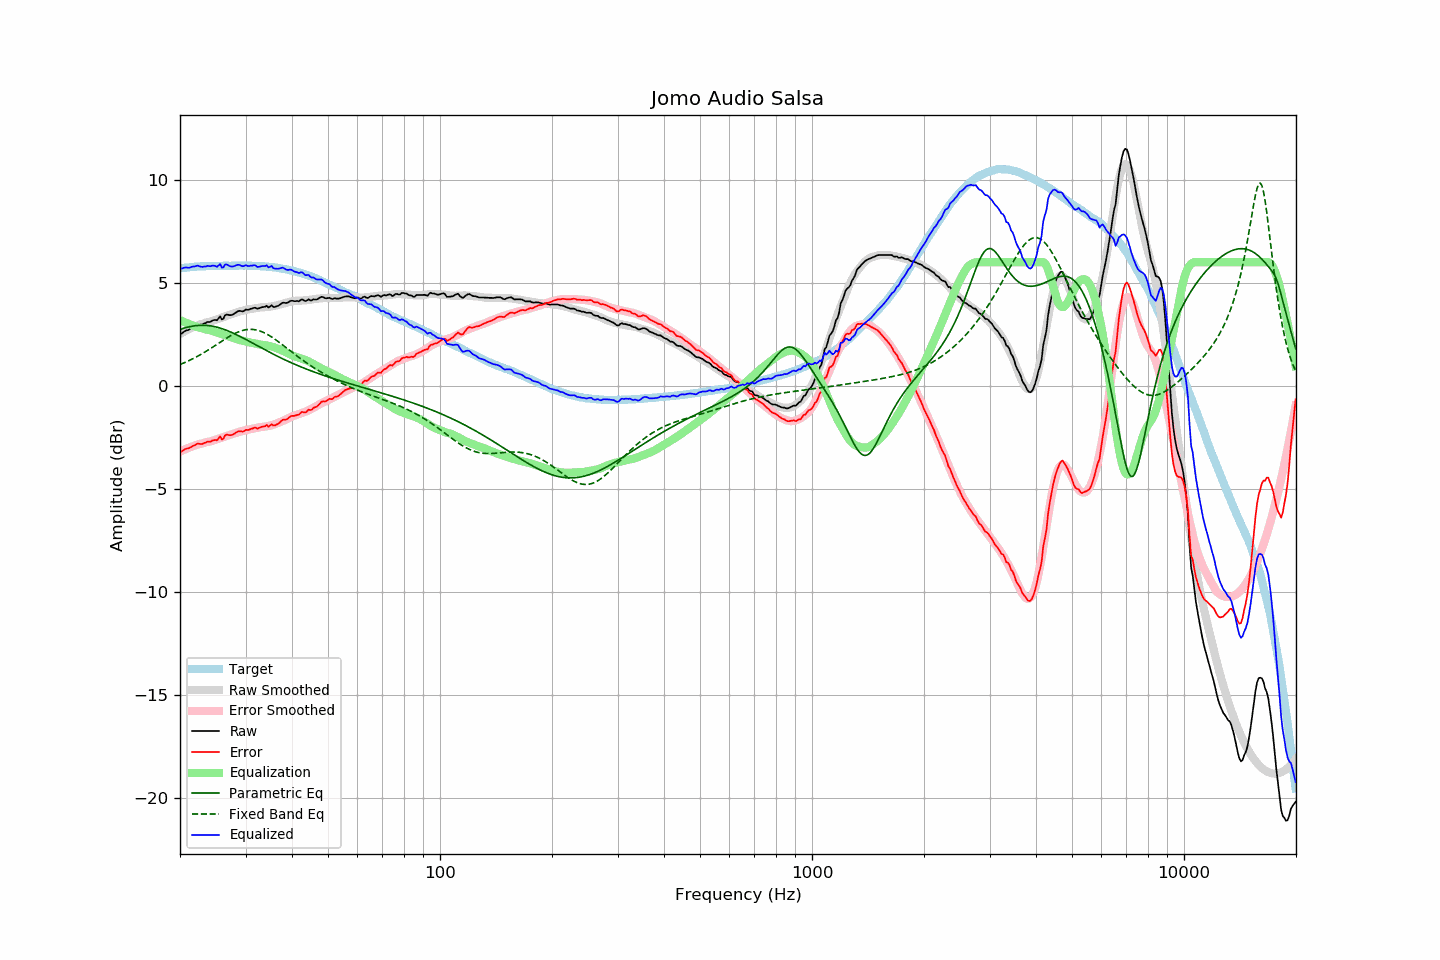 Jomo Audio Salsa
10
5
0
−5
−10
−15
−20
Amplitude (dBr)
Target
Raw Smoothed
Error Smoothed
Raw
Error
Equalization
Parametric Eq
Fixed Band Eq
Equalized
100 1000 10000
Frequency (Hz)